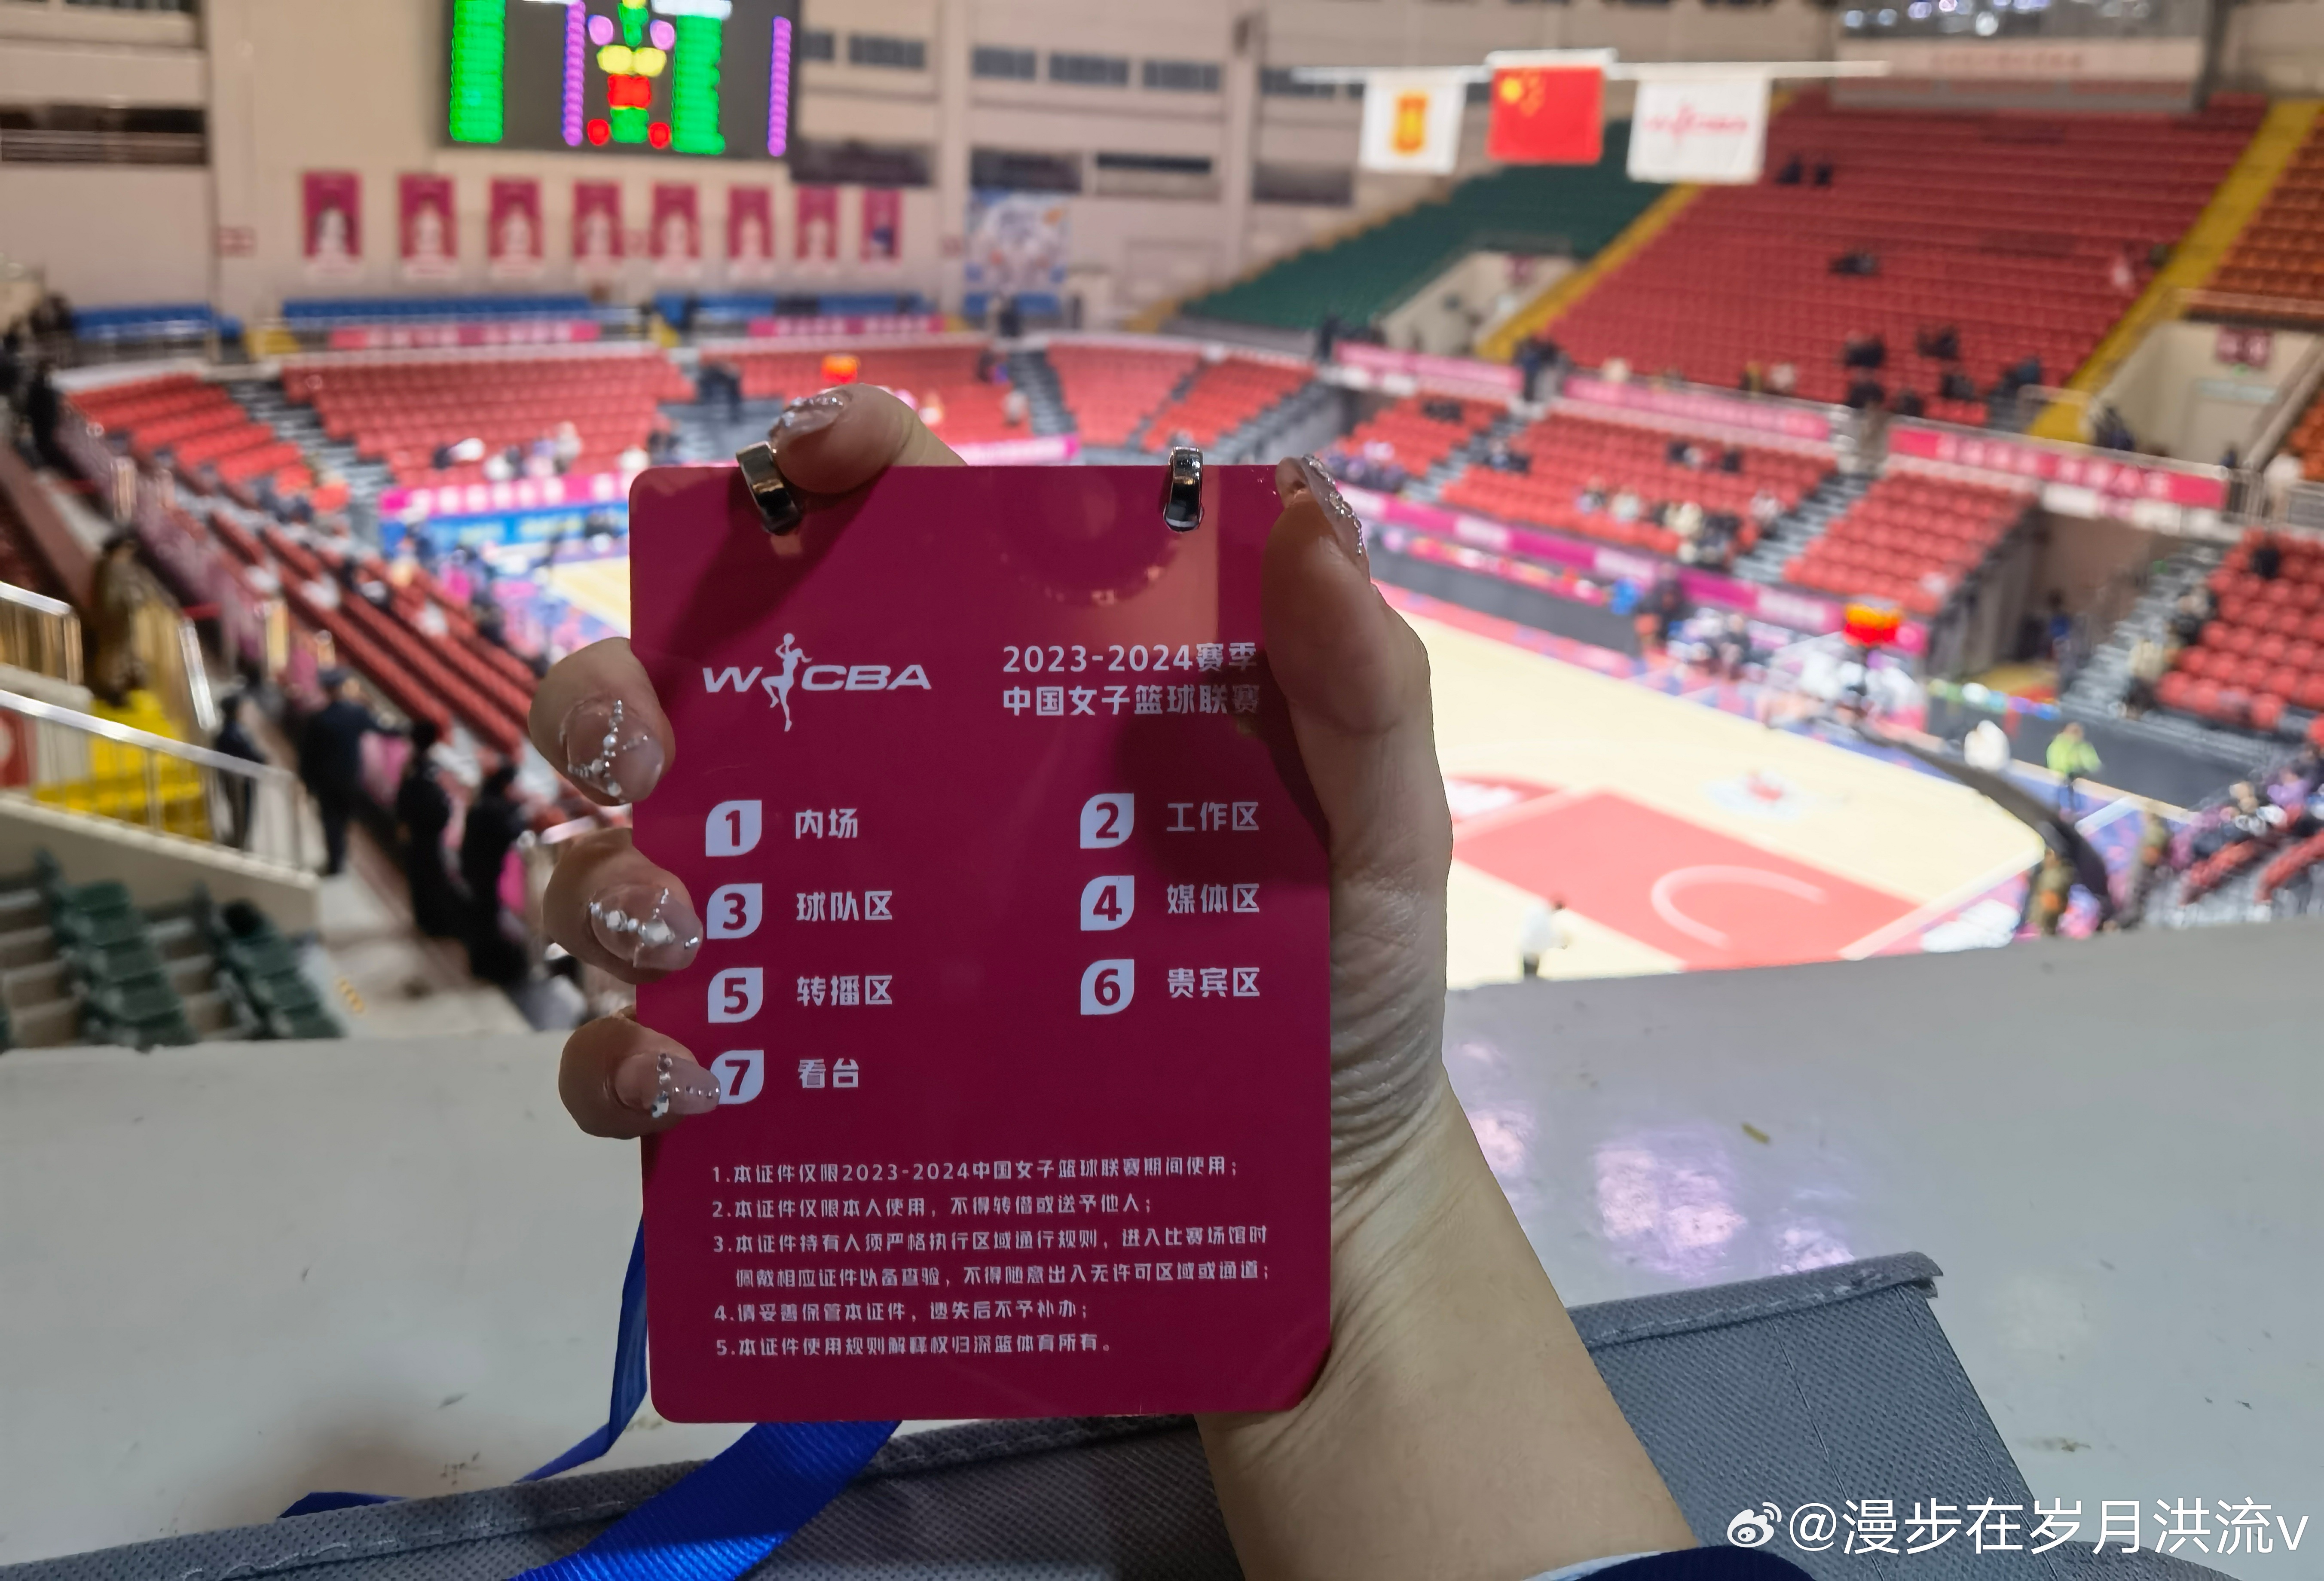 WCBA
2023-2024赛季
中国女子篮球联赛
1 内场
2 工作区
3 球队区
4 媒体区
5 转播区
6 贵宾区
7 看台
1.本证件仅限2023-2024中国女子篮球联赛期间使用；
2.本证件仅限本人使用，不得转借或送予他人；
3.本证件持有人须严格执行区域通行规则，进入比赛场馆时
佩戴相应证件以备查验，不得随意出入无许可区域或通道；
4.请妥善保管本证件，遗失后不予补办；
5.本证件使用规则解释权归深篮体育所有。
@漫步在岁月洪流v